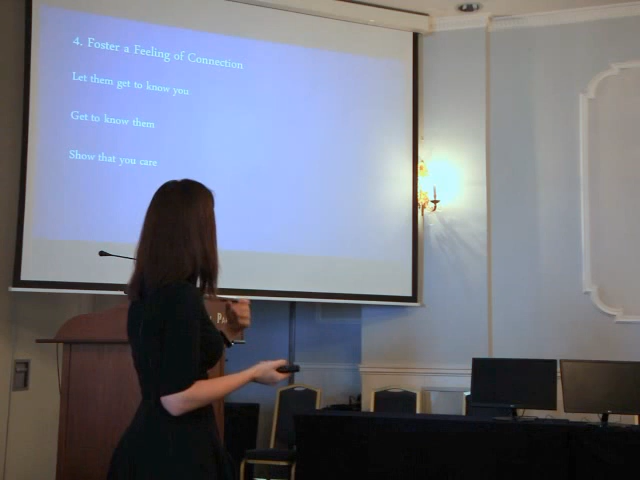 4. Foster a Feeling of Connection
Let them get to know you
Get to know them
Show that you care